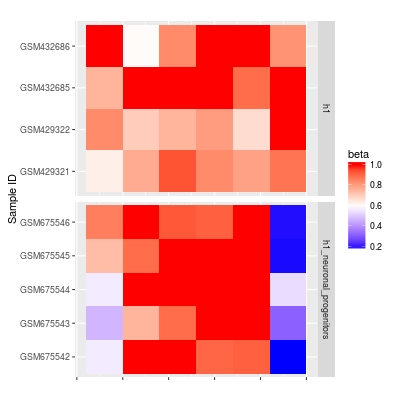 Sample ID
GSM432686
GSM432685
GSM429322
GSM429321
h1
GSM675546
GSM675545
GSM675544
GSM675543
GSM675542
h1_neuronal_progenitors
beta
1.0
0.8
0.6
0.4
0.2